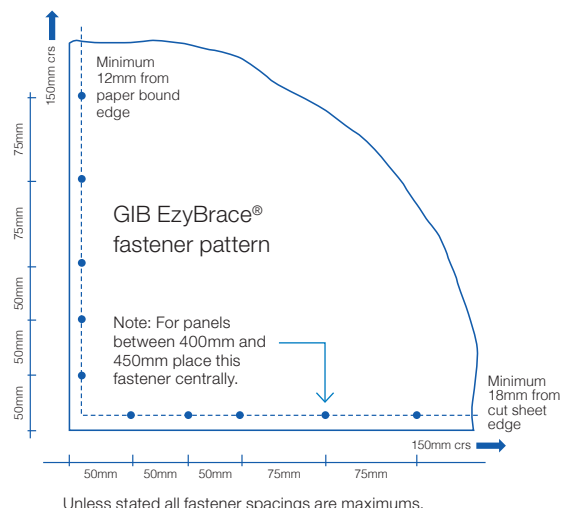 150mm crs
Minimum
12mm from
paper bound
edge
75mm
75mm
50mm
50mm
50mm
GIB EzyBrace®
fastener pattern
Note: For panels
between 400mm and
450mm place this
fastener centrally.
Minimum
18mm from
cut sheet
edge
150mm crs
50mm
50mm
50mm
75mm
75mm
Unless stated all fastener spacings are maximums.